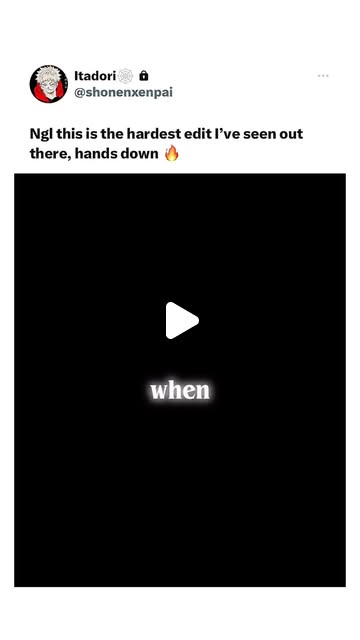 Itadori🕸️ 🔒
@shonenxenpai
Ngl this is the hardest edit I’ve seen out
there, hands down 🔥
when